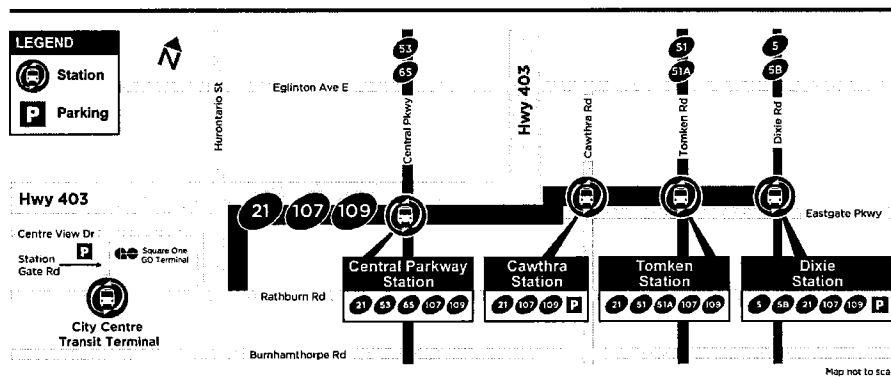 LEGEND
Station
P Parking
N
53
65
51
51A
5
5B
Hurontario St
Eglinton Ave E
Central Pkwy
Hwy 403
Cawthra Rd
Tomken Rd
Dixie Rd
Hwy 403
21 107 109
Eastgate Pkwy
Centre View Dr
P
Square One
GO Terminal
Station
Gate Rd
City Centre
Transit Terminal
Rathburn Rd
Central Parkway
Station
21 53 65 107 109
Cawthra
Station
21 107 109 P
Tomken
Station
21 51 51A 107 109
Dixie
Station
5 5B 21 107 109 P
Burnhamthorpe Rd
Map not to sca